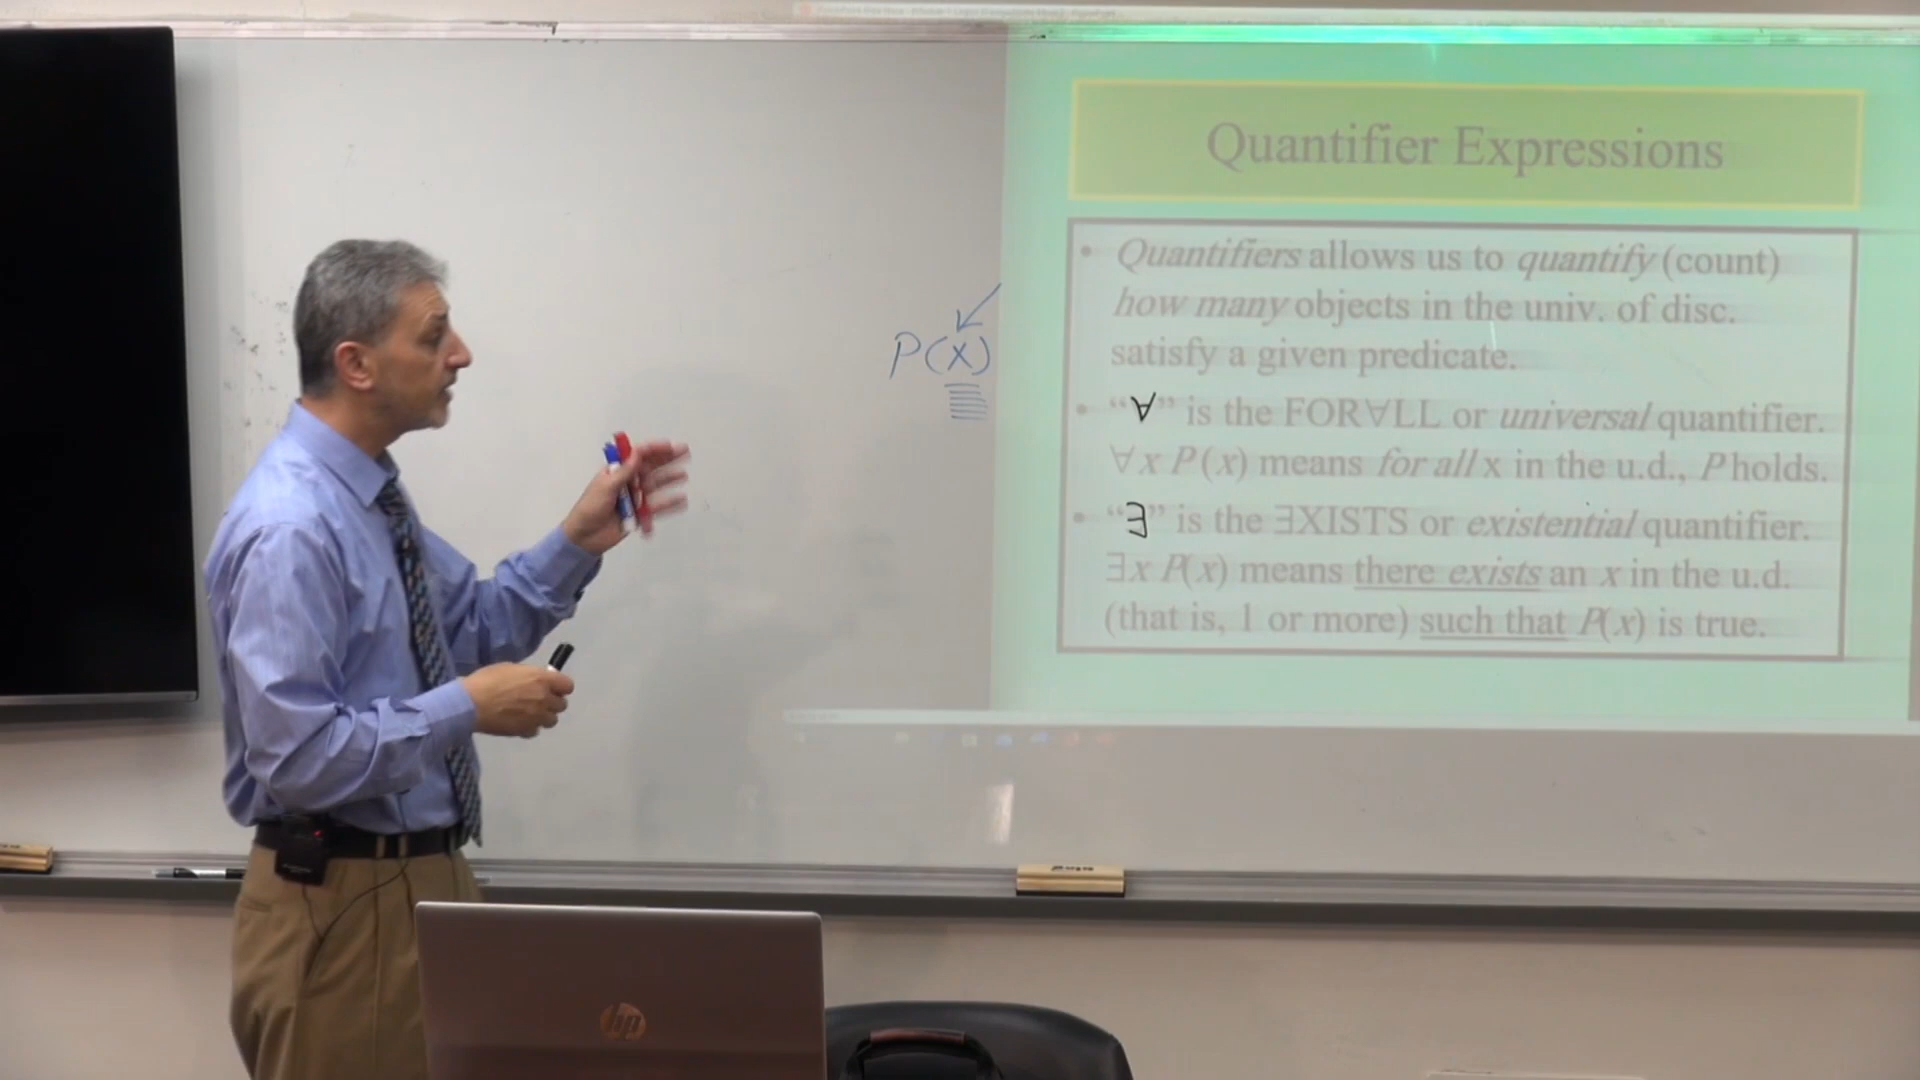 Quantifier Expressions
P(x)
• Quantifiers allows us to quantify (count)
how many objects in the univ. of disc.
satisfy a given predicate.
• “∀” is the FOR∀LL or universal quantifier.
∀x P(x) means for all x in the u.d., P holds.
• “∃” is the ∃XISTS or existential quantifier.
∃x P(x) means there exists an x in the u.d.
(that is, 1 or more) such that P(x) is true.
hp